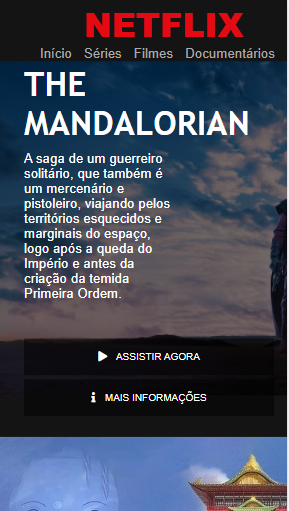 NETFLIX
Início Séries Filmes Documentários
THE
MANDALORIAN
A saga de um guerreiro
solitário, que também é
um mercenário e
pistoleiro, viajando pelos
territórios esquecidos e
marginais do espaço,
logo após a queda do
Império e antes da
criação da temida
Primeira Ordem.
ASSISTIR AGORA
MAIS INFORMAÇÕES